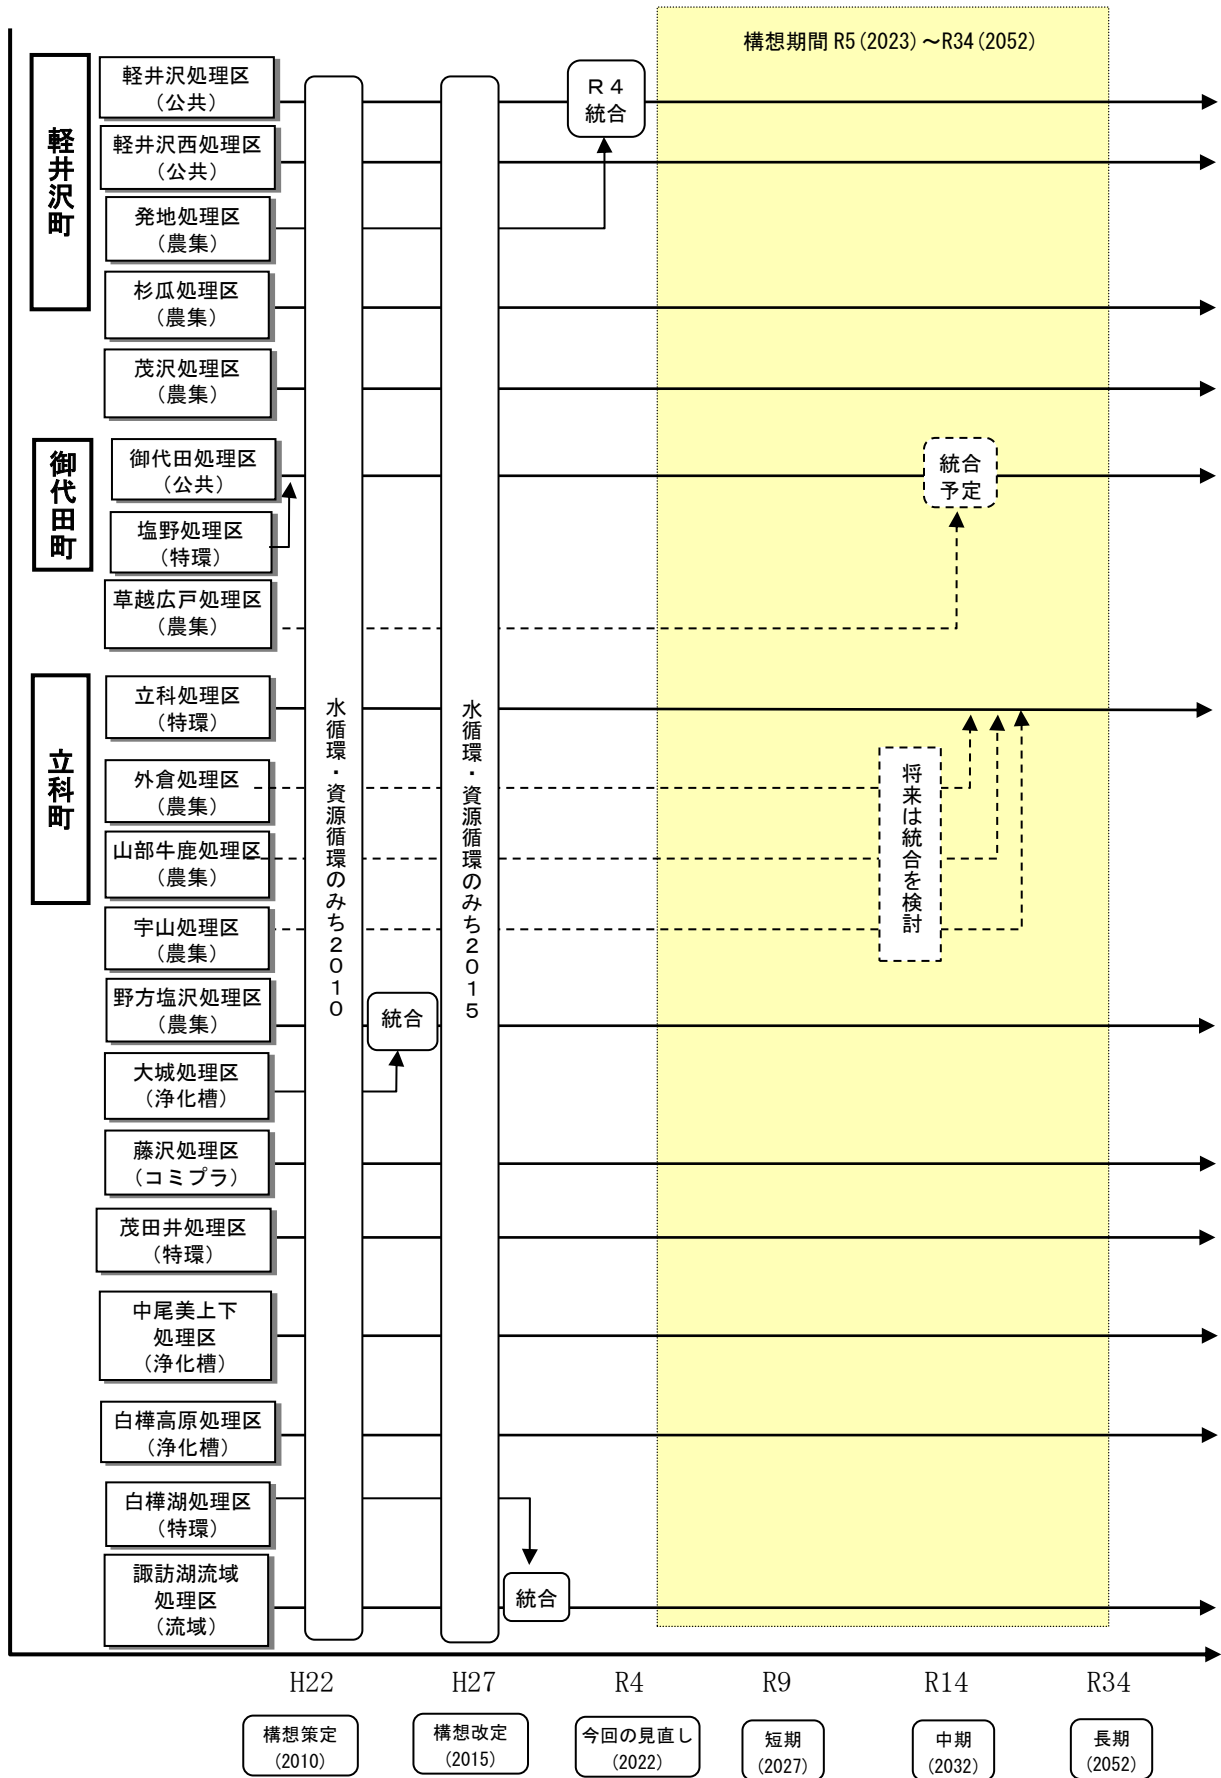 構想期間 R5(2023)～R34(2052)
軽井沢町
軽井沢処理区
（公共）
R４
統合
軽井沢西処理区
（公共）
発地処理区
（農集）
杉瓜処理区
（農集）
茂沢処理区
（農集）
御代田町
御代田処理区
（公共）
統合
予定
塩野処理区
（特環）
草越広戸処理区
（農集）
立科町
立科処理区
（特環）
外倉処理区
（農集）
山部牛鹿処理区
（農集）
宇山処理区
（農集）
将来は統合を検討
水循環・資源循環のみち２０１０
水循環・資源循環のみち２０１５
野方塩沢処理区
（農集）
統合
大城処理区
（浄化槽）
藤沢処理区
（コミプラ）
茂田井処理区
（特環）
中尾美上下
処理区
（浄化槽）
白樺高原処理区
（浄化槽）
白樺湖処理区
（特環）
諏訪湖流域
処理区
（流域）
統合
H22 H27 R4 R9 R14 R34
構想策定
(2010)
構想改定
(2015)
今回の見直し
(2022)
短期
(2027)
中期
(2032)
長期
(2052)